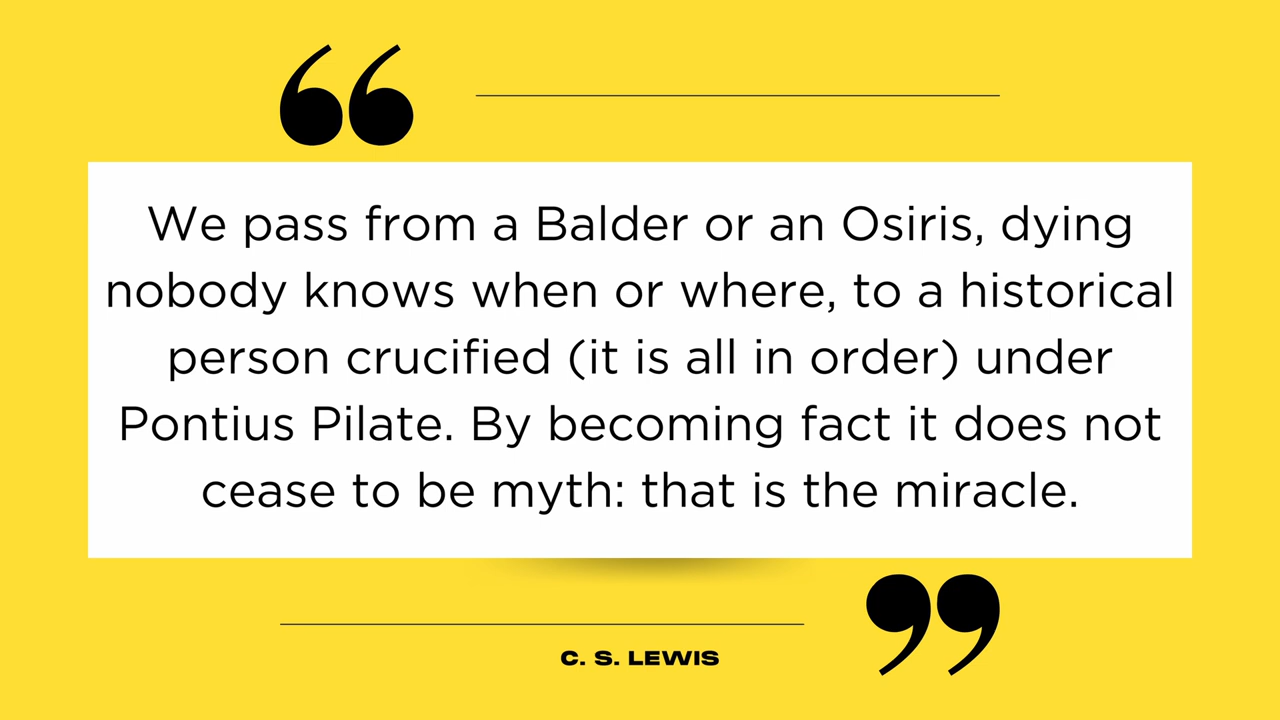 “
We pass from a Balder or an Osiris, dying
nobody knows when or where, to a historical
person crucified (it is all in order) under
Pontius Pilate. By becoming fact it does not
cease to be myth: that is the miracle.
”
C. S. LEWIS